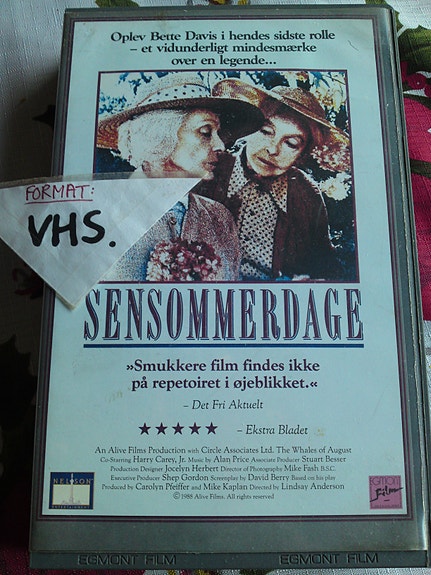 Oplev Bette Davis i hendes sidste rolle
– et vidunderligt mindesmærke
over en legende...
FORMAT:
VHS.
SENSOMMERDAGE
»Smukkere film findes ikke
på repetoiret i øjeblikket.«
– Det Fri Aktuelt
★★★★★ – Ekstra Bladet
An Alive Films Production with Circle Associates Ltd. The Whales of August
Co-Starring Harry Carey, Jr. Music by Alan Price Associate Producer Stuart Besser
Production Designer Jocelyn Herbert Director of Photography Mike Fash B.S.C.
Executive Producer Shep Gordon Screenplay by David Berry Based on his play
Produced by Carolyn Pfeiffer and Mike Kaplan Directed by Lindsay Anderson
©1988 Alive Films. All rights reserved
NELSON
ENTERTAINMENT
Film
EGMONT FILM
EGMONT FILM